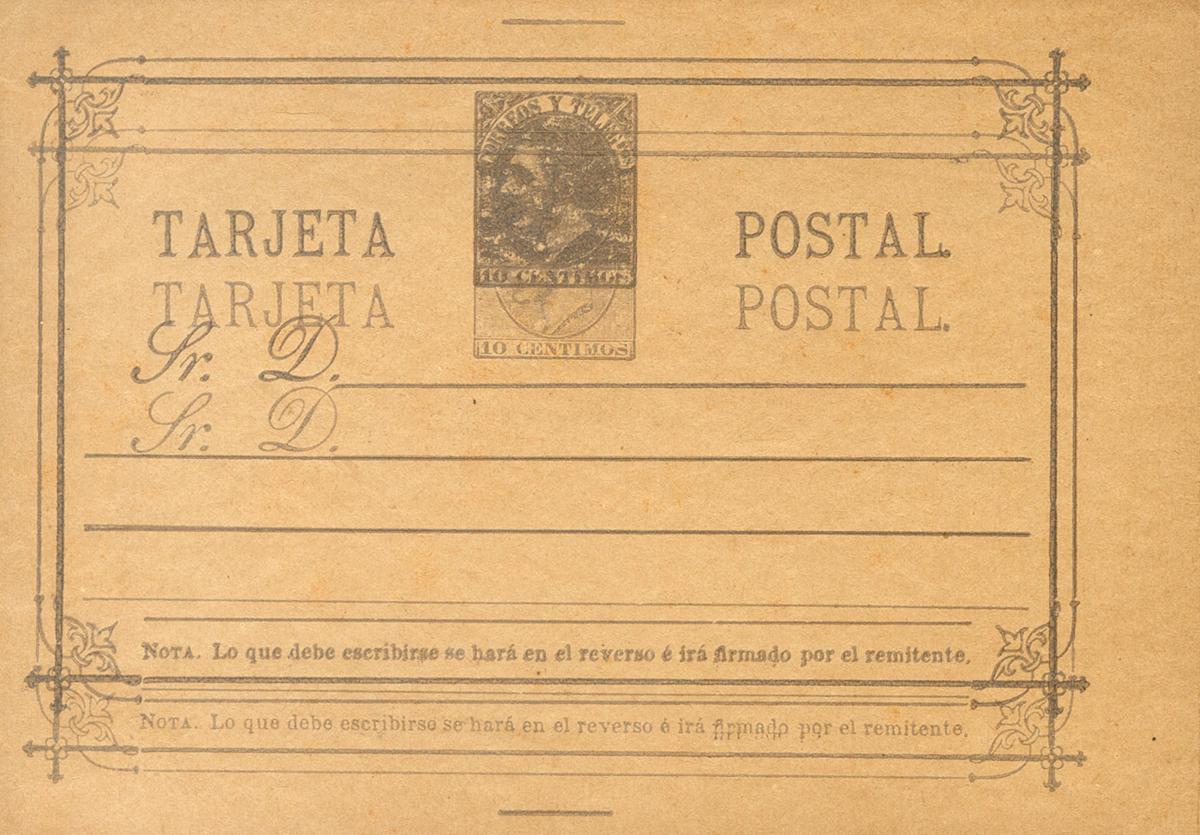 CORREOS Y TELEGFOS
TARJETA POSTAL.
10 CENTIMOS
TARJETA POSTAL.
10 CENTIMOS
Sr. D.
Sr. D.
NOTA. Lo que debe escribirse se hará en el reverso é irá firmado por el remitente.
NOTA. Lo que debe escribirse se hará en el reverso é irá firmado por el remitente.